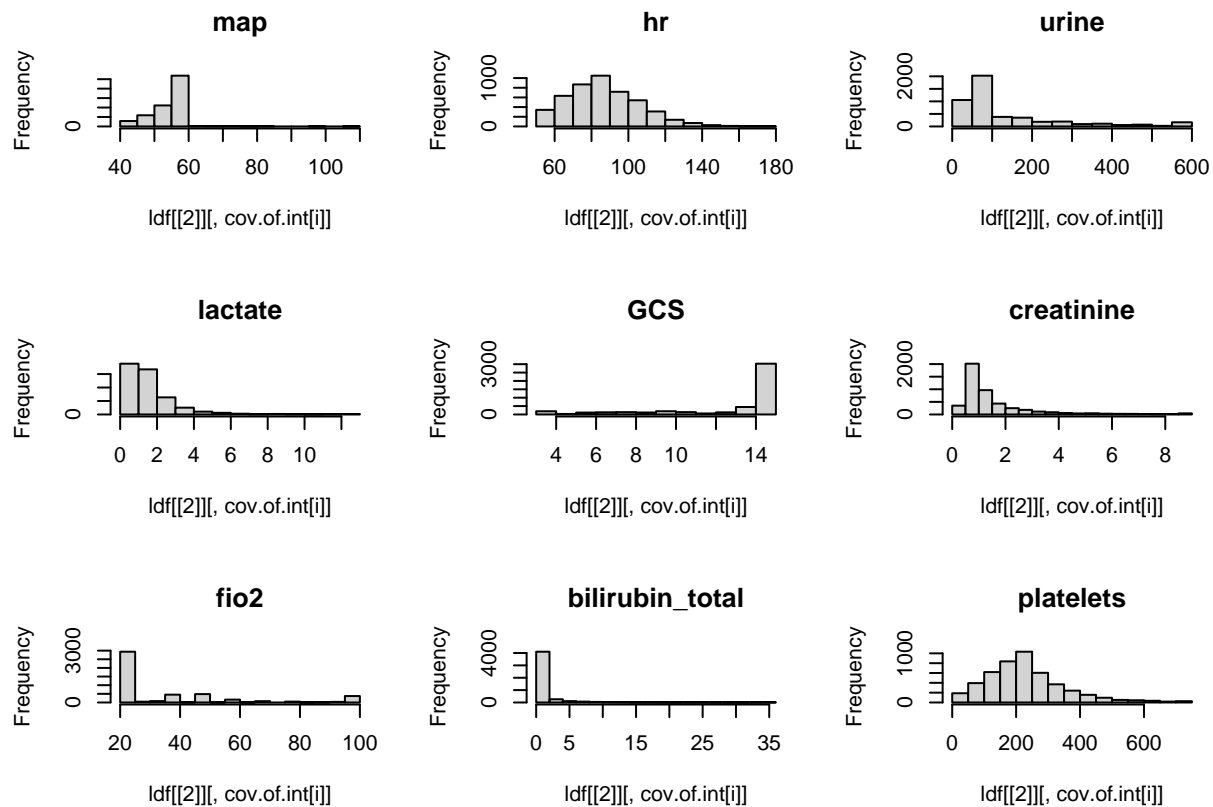 map
Frequency
0
40 60 80 100
ldf[[2]][, cov.of.int[i]]
hr
Frequency
0 1000
60 100 140 180
ldf[[2]][, cov.of.int[i]]
urine
Frequency
0 2000
0 200 400 600
ldf[[2]][, cov.of.int[i]]
lactate
Frequency
0
0 2 4 6 8 10
ldf[[2]][, cov.of.int[i]]
GCS
Frequency
0 3000
4 6 8 10 14
ldf[[2]][, cov.of.int[i]]
creatinine
Frequency
0 2000
0 2 4 6 8
ldf[[2]][, cov.of.int[i]]
fio2
Frequency
0 3000
20 40 60 80 100
ldf[[2]][, cov.of.int[i]]
bilirubin_total
Frequency
0 4000
0 5 15 25 35
ldf[[2]][, cov.of.int[i]]
platelets
Frequency
0 1000
0 200 400 600
ldf[[2]][, cov.of.int[i]]